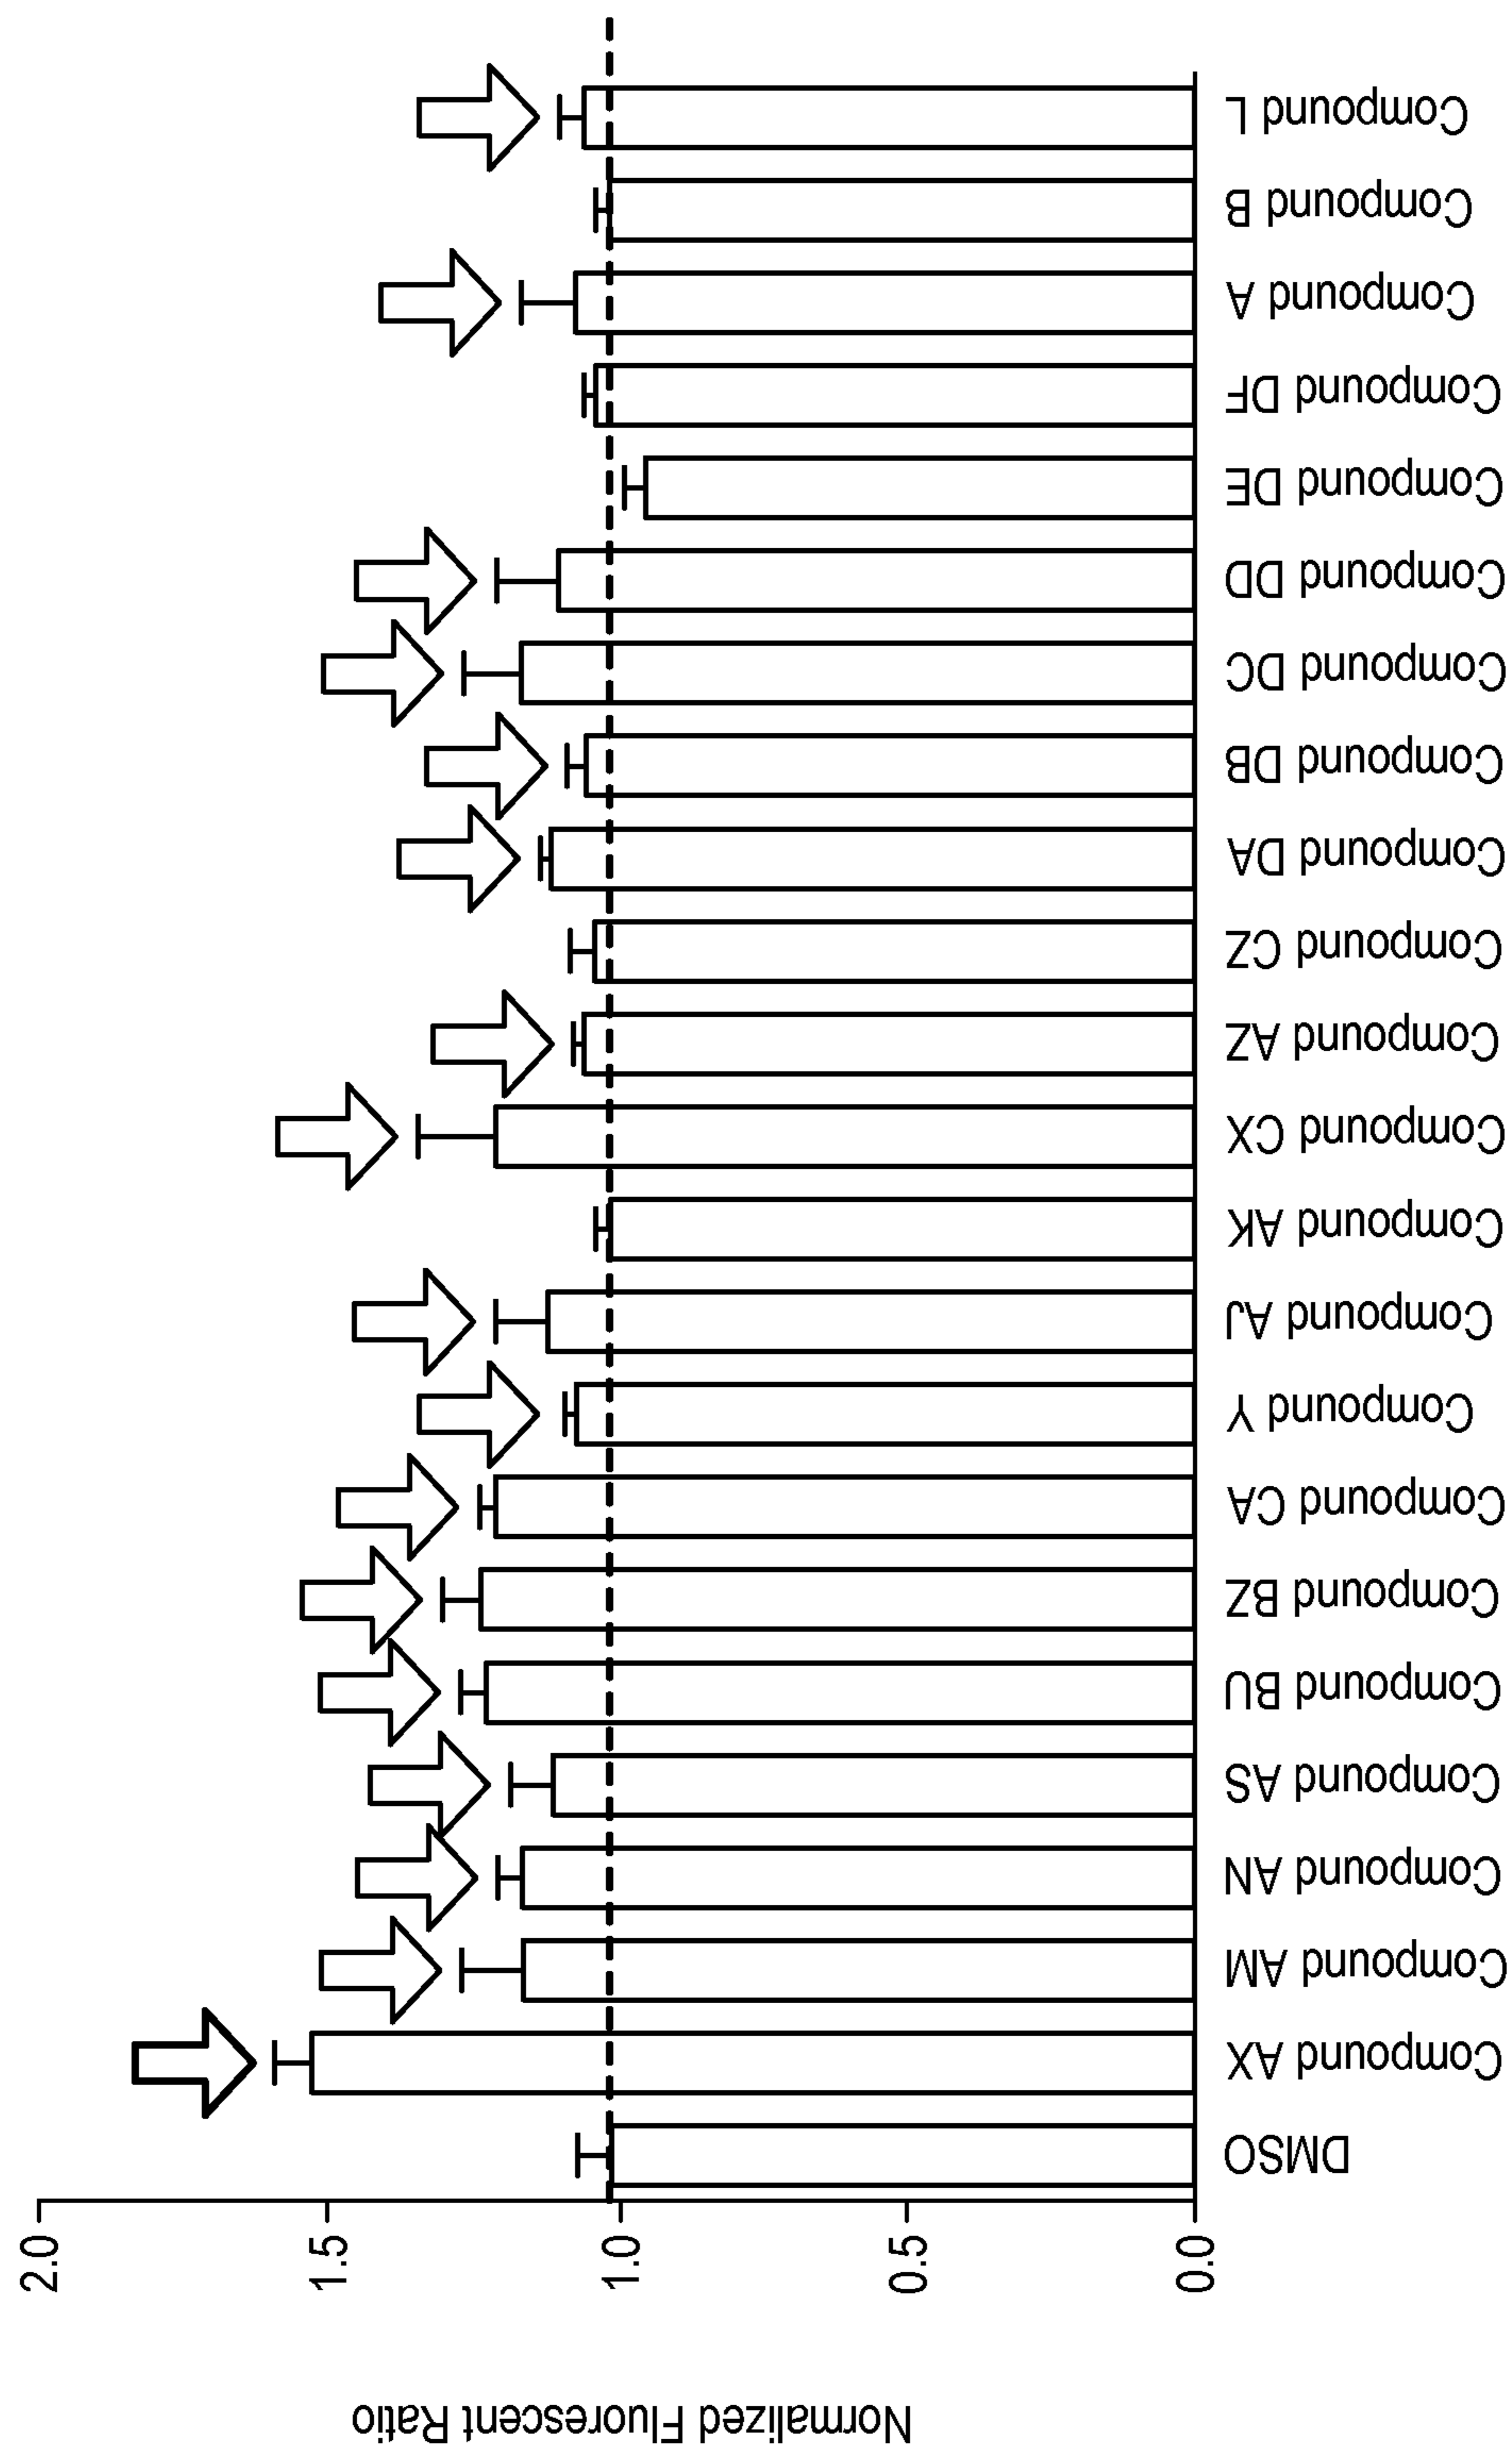 Normalized Fluorescent Ratio
2.0
1.5
1.0
0.5
0.0
DMSO
Compound AX
Compound AM
Compound AN
Compound AS
Compound BU
Compound BZ
Compound CA
Compound Y
Compound AJ
Compound AK
Compound CX
Compound AZ
Compound CZ
Compound DA
Compound DB
Compound DC
Compound DD
Compound DE
Compound DF
Compound A
Compound B
Compound L